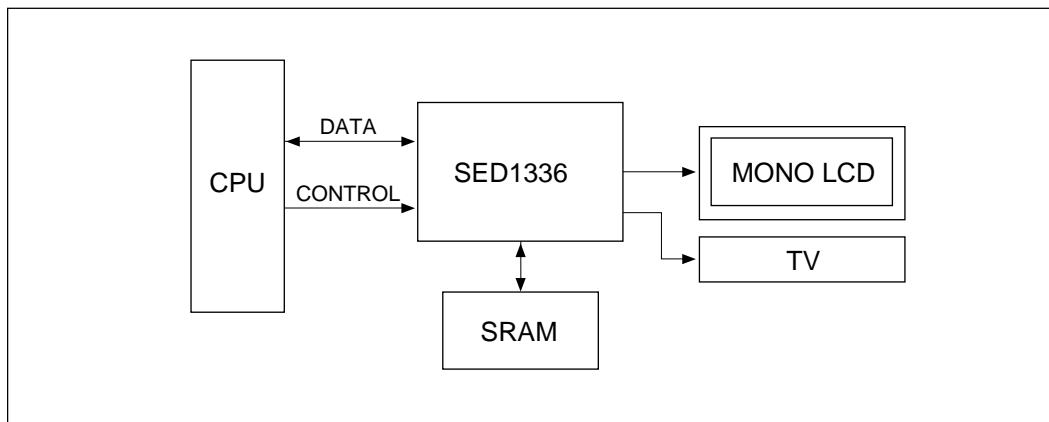 CPU
DATA
CONTROL
SED1336
SRAM
MONO LCD
TV